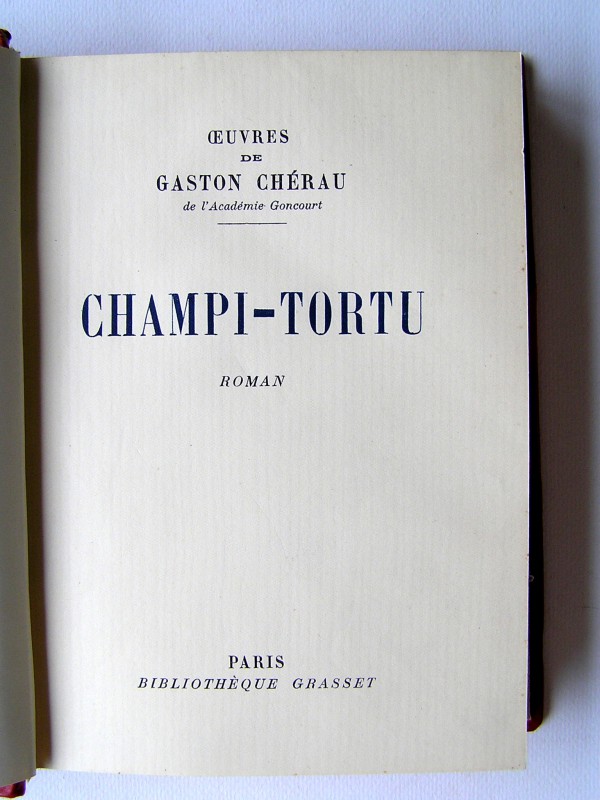 ŒUVRES
DE
GASTON CHÉRAU
de l'Académie Goncourt
CHAMPI-TORTU
ROMAN
PARIS
BIBLIOTHÈQUE GRASSET